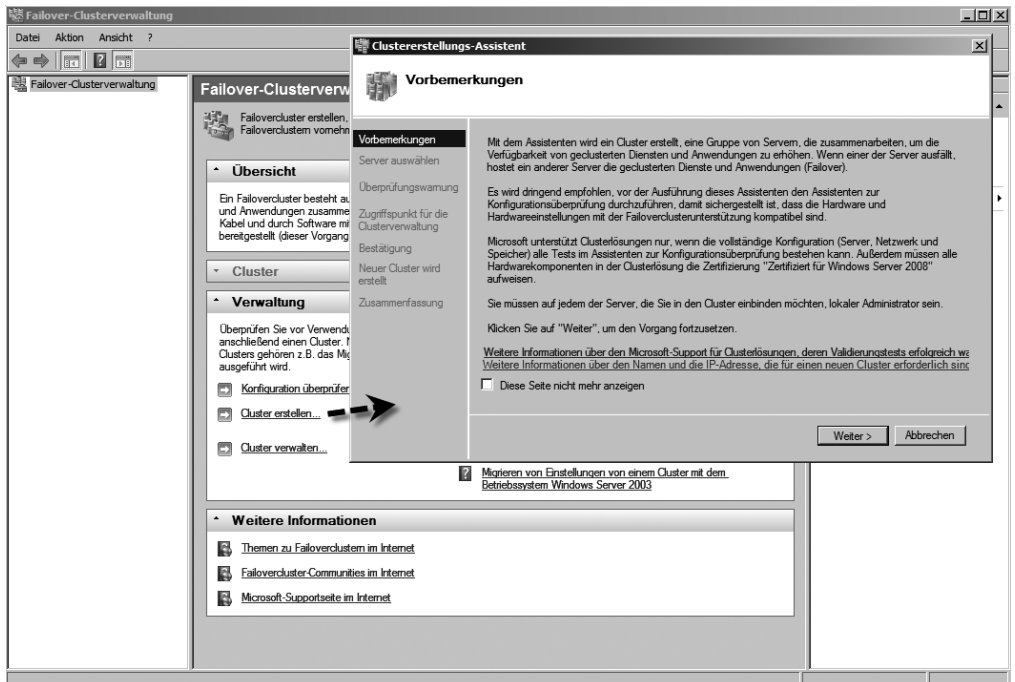 Failover-Clusterverwaltung
Datei Aktion Ansicht ?
Failover-Clusterverwaltung
Failover-Clusterverw
Failovercluster erstellen,
Failoverclustern vornehm
Übersicht
Ein Failovercluster besteht au
und Anwendungen zusamme
Kabel und durch Software mi
bereitgestellt (dieser Vorgang
Cluster
Verwaltung
Überprüfen Sie vor Verwendu
anschließend einen Cluster.
Clusters gehören z.B. das Mig
ausgeführt wird.
Konfiguration überprüfer
Cluster erstellen...
Cluster verwalten...
Migrieren von Einstellungen von einem Cluster mit dem
Betriebssystem Windows Server 2003
Weitere Informationen
Themen zu Failoverclustern im Internet
Failovercluster-Communities im Internet
Microsoft-Supportseite im Internet
Clustererstellungs-Assistent
Vorbemerkungen
Vorbemerkungen
Server auswählen
Überprüfungswarnung
Zugriffspunkt für die
Clusterverwaltung
Bestätigung
Neuer Cluster wird
erstellt
Zusammenfassung
Mit dem Assistenten wird ein Cluster erstellt, eine Gruppe von Servern, die zusammenarbeiten, um die
Verfügbarkeit von geclusterten Diensten und Anwendungen zu erhöhen. Wenn einer der Server ausfällt,
hostet ein anderer Server die geclusterten Dienste und Anwendungen (Failover).
Es wird dringend empfohlen, vor der Ausführung dieses Assistenten den Assistenten zur
Konfigurationsüberprüfung durchzuführen, damit sichergestellt ist, dass die Hardware und
Hardwareeinstellungen mit der Failoverclusterunterstützung kompatibel sind.
Microsoft unterstützt Clusterlösungen nur, wenn die vollständige Konfiguration (Server, Netzwerk und
Speicher) alle Tests im Assistenten zur Konfigurationsüberprüfung bestehen kann. Außerdem müssen alle
Hardwarekomponenten in der Clusterlösung die Zertifizierung "Zertifiziert für Windows Server 2008"
aufweisen.
Sie müssen auf jedem der Server, die Sie in den Cluster einbinden möchten, lokaler Administrator sein.
Klicken Sie auf "Weiter", um den Vorgang fortzusetzen.
Weitere Informationen über den Microsoft-Support für Clusterlösungen, deren Validierungstests erfolgreich wa
Weitere Informationen über den Namen und die IP-Adresse, die für einen neuen Cluster erforderlich sind
Diese Seite nicht mehr anzeigen
Weiter >
Abbrechen